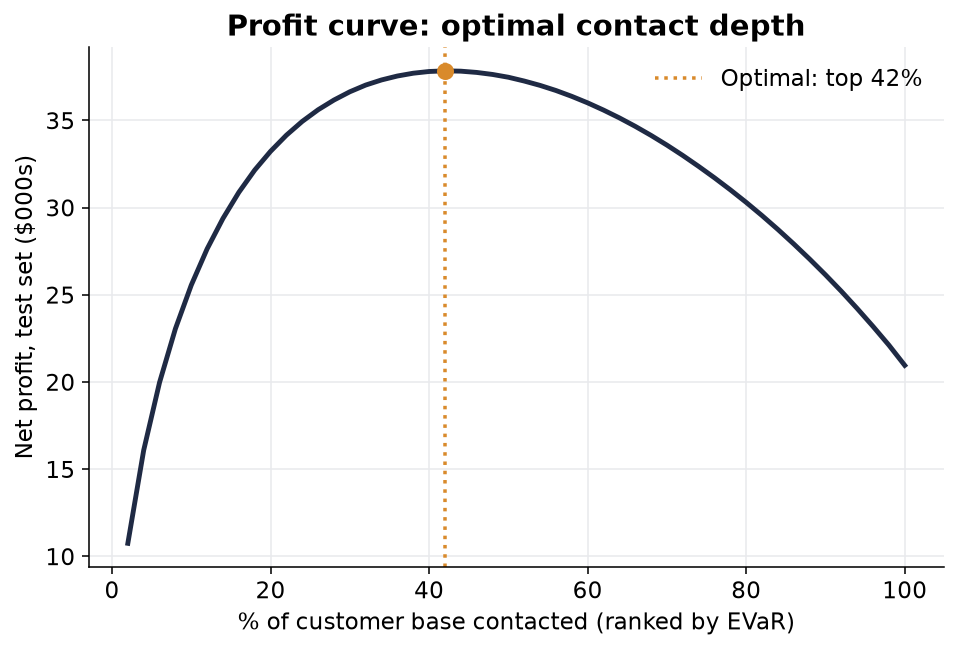 Profit curve: optimal contact depth
Optimal: top 42%
Net profit, test set ($000s)
35
30
25
20
15
10
0 20 40 60 80 100
% of customer base contacted (ranked by EVaR)